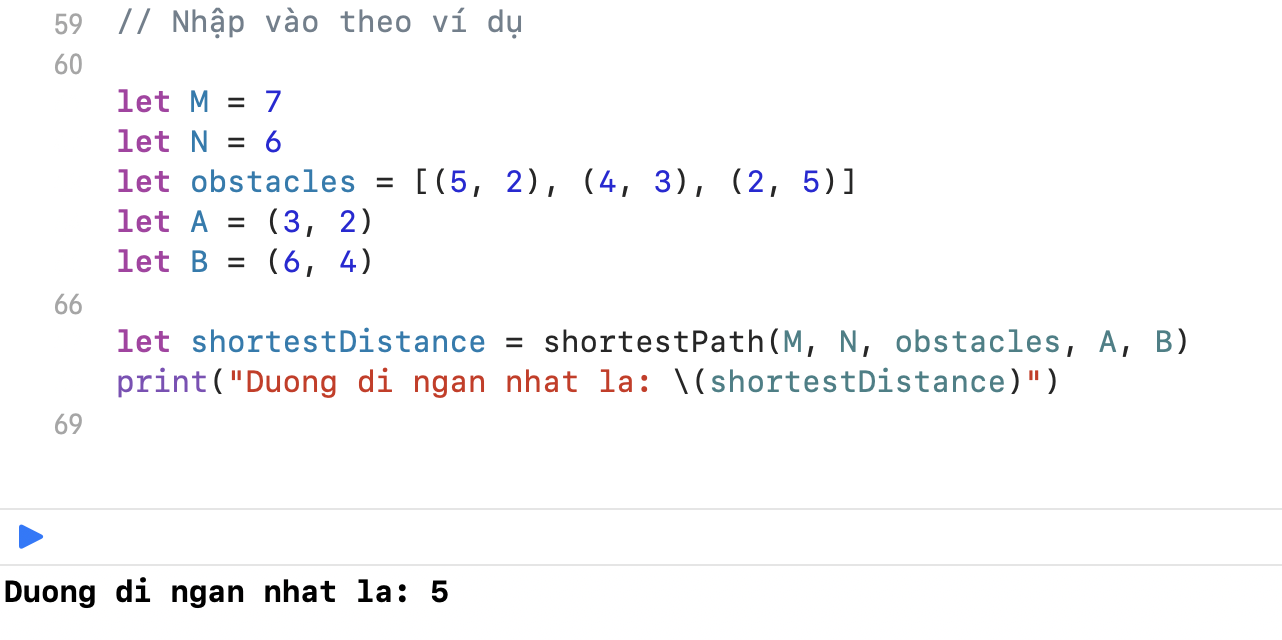 59 // Nhập vào theo ví dụ
60
let M = 7
let N = 6
let obstacles = [(5, 2), (4, 3), (2, 5)]
let A = (3, 2)
let B = (6, 4)
66
let shortestDistance = shortestPath(M, N, obstacles, A, B)
print("Duong di ngan nhat la: \(shortestDistance)")
69
Duong di ngan nhat la: 5